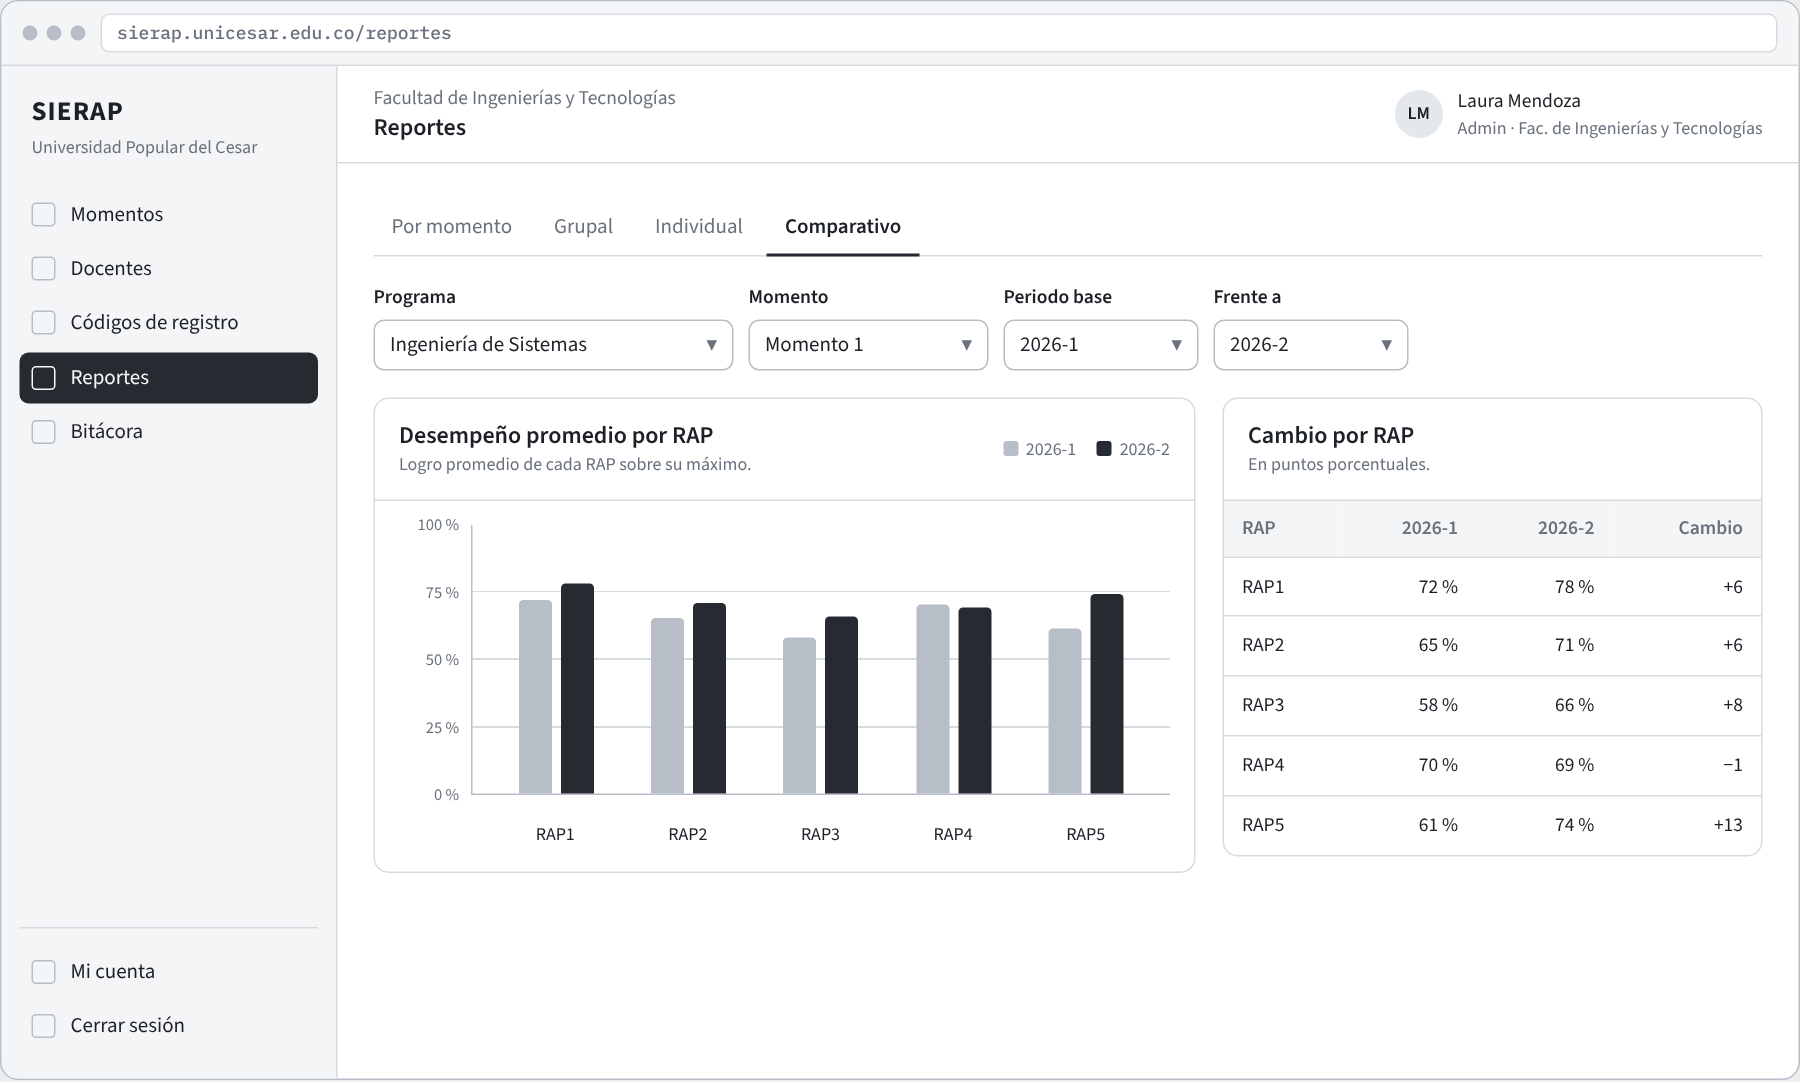 sierap.unicesar.edu.co/reportes
SIERAP
Universidad Popular del Cesar
Momentos
Docentes
Códigos de registro
Reportes
Bitácora
Mi cuenta
Cerrar sesión
Facultad de Ingenierías y Tecnologías
Reportes
LM
Laura Mendoza
Admin · Fac. de Ingenierías y Tecnologías
Por momento Grupal Individual Comparativo
Programa Momento Periodo base Frente a
Ingeniería de Sistemas ▼ Momento 1 ▼ 2026-1 ▼ 2026-2 ▼
Desempeño promedio por RAP
Logro promedio de cada RAP sobre su máximo.
2026-1 2026-2
100 %
75 %
50 %
25 %
0 %
RAP1 RAP2 RAP3 RAP4 RAP5
Cambio por RAP
En puntos porcentuales.
RAP 2026-1 2026-2 Cambio
RAP1 72 % 78 % +6
RAP2 65 % 71 % +6
RAP3 58 % 66 % +8
RAP4 70 % 69 % −1
RAP5 61 % 74 % +13